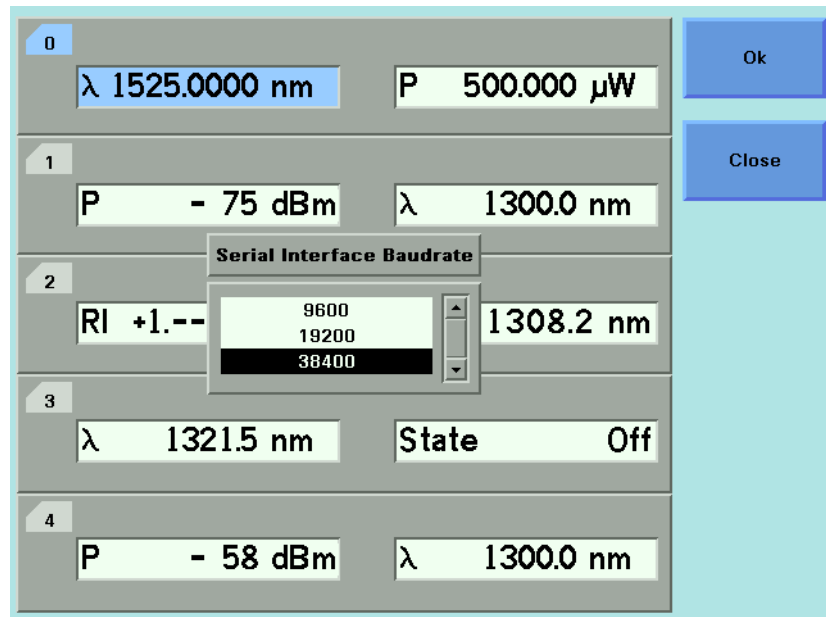 0
λ 1525.0000 nm
P 500.000 µW
Ok
1
P - 75 dBm
λ 1300.0 nm
Close
Serial Interface Baudrate
2
RI +1.--
1308.2 nm
9600
19200
38400
3
λ 1321.5 nm
State Off
4
P - 58 dBm
λ 1300.0 nm